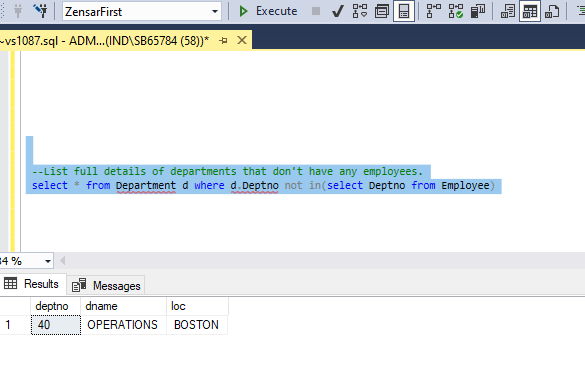 ZensarFirst
Execute
~vs1087.sql - ADM...(IND\SB65784 (58))*
--List full details of departments that don't have any employees.
select * from Department d where d.Deptno not in(select Deptno from Employee)
34 %
Results
Messages
deptno dname loc
1 40 OPERATIONS BOSTON